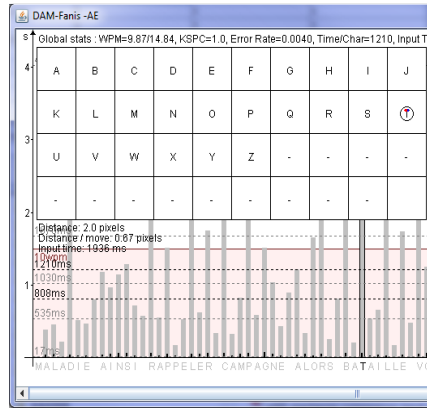 DAM-Fanis -AE
s Global stats : WPM=9.87/14.84, KSPC=1.0, Error Rate=0.0040, Time/Char=1210, Input T
4
A B C D E F G H I J
K L M N O P Q R S T
3
U V W X Y Z - - - -
- - - - - - - - - -
2
Distance: 2.0 pixels
Distance / move: 0.67 pixels
Input time: 1936 ms
10wpm
1210ms
1030ms
1
808ms
535ms
17ms
MALADIE AINSI RAPPELER CAMPAGNE ALORS BATAILLE VO